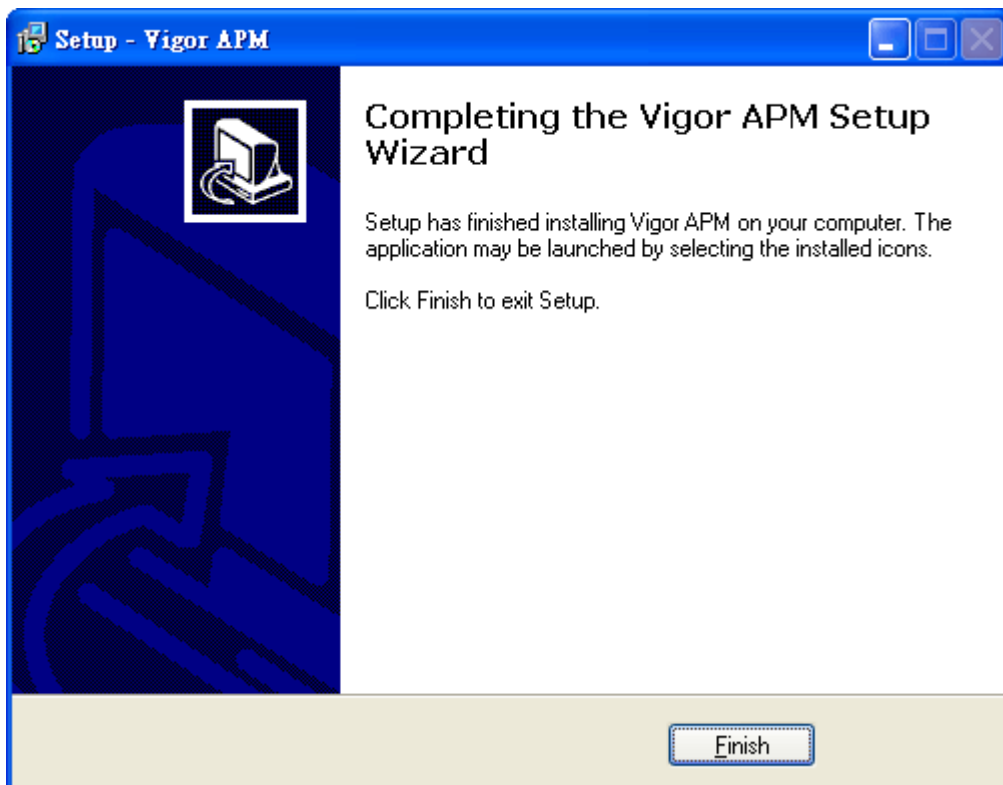 Setup - Vigor APM
Completing the Vigor APM Setup
Wizard
Setup has finished installing Vigor APM on your computer. The
application may be launched by selecting the installed icons.
Click Finish to exit Setup.
Finish